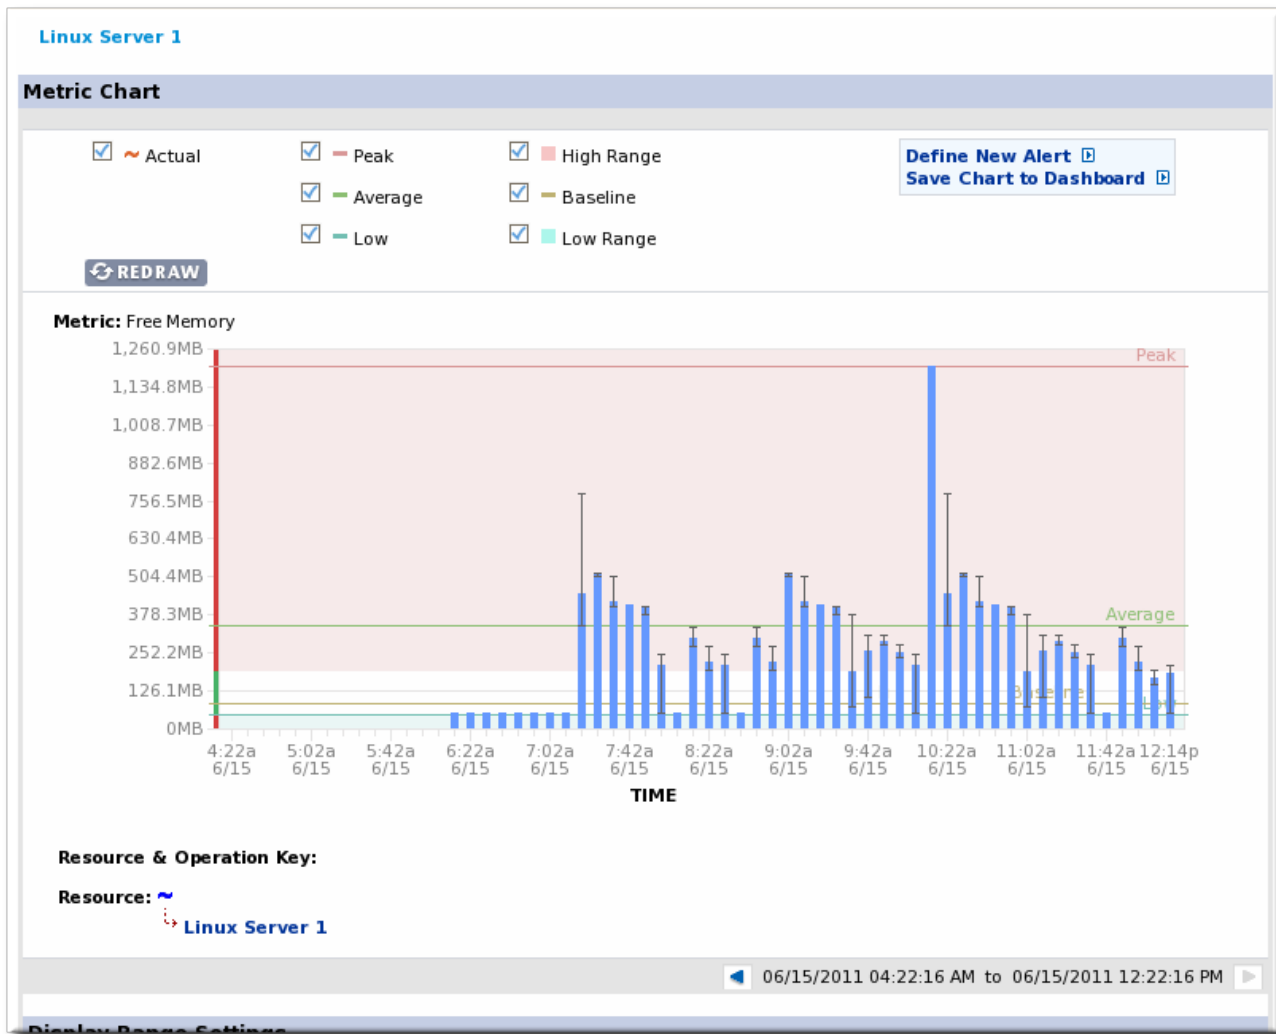 Linux Server 1
Metric Chart
Actual
Peak
High Range
Average
Baseline
Low
Low Range
Define New Alert
Save Chart to Dashboard
REDRAW
Metric: Free Memory
1,260.9MB
1,134.8MB
1,008.7MB
882.6MB
756.5MB
630.4MB
504.4MB
378.3MB
252.2MB
126.1MB
0MB
Peak
Average
Baseline
Low
4:22a 5:02a 5:42a 6:22a 7:02a 7:42a 8:22a 9:02a 9:42a 10:22a 11:02a 11:42a 12:14p
6/15 6/15 6/15 6/15 6/15 6/15 6/15 6/15 6/15 6/15 6/15 6/15 6/15
TIME
Resource & Operation Key:
Resource:
Linux Server 1
06/15/2011 04:22:16 AM to 06/15/2011 12:22:16 PM
Display Range Settings